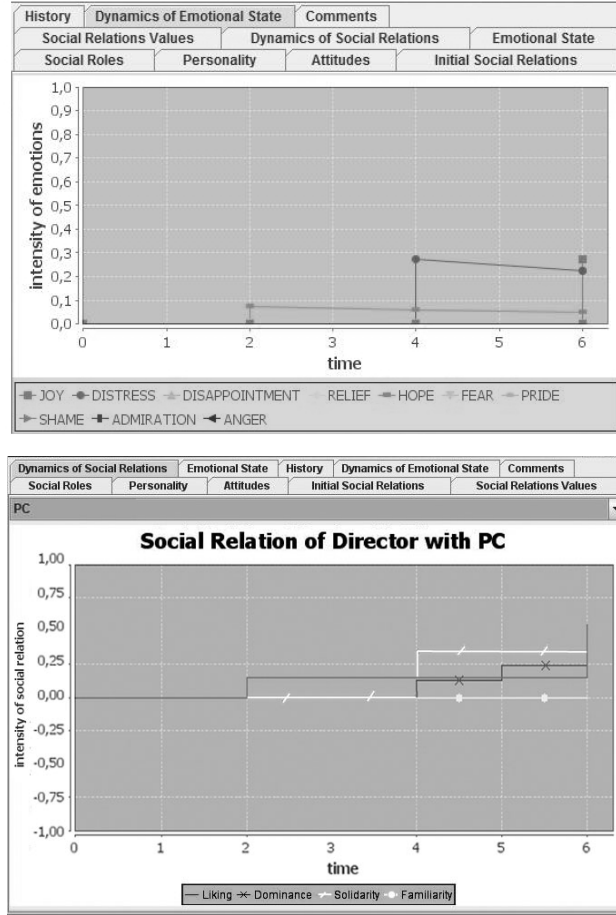 History Dynamics of Emotional State Comments
Social Relations Values Dynamics of Social Relations Emotional State
Social Roles Personality Attitudes Initial Social Relations
1,0
0,9
0,8
0,7
0,6
0,5
0,4
0,3
0,2
0,1
0,0
intensity of emotions
0 1 2 3 4 5 6
time
JOY DISTRESS DISAPPOINTMENT RELIEF HOPE FEAR PRIDE
SHAME ADMIRATION ANGER
Dynamics of Social Relations Emotional State History Dynamics of Emotional State Comments
Social Roles Personality Attitudes Initial Social Relations Social Relations Values
PC
Social Relation of Director with PC
1,00
0,75
0,50
0,25
0,00
-0,25
-0,50
-0,75
-1,00
intensity of social relation
0 1 2 3 4 5 6
time
Liking Dominance Solidarity Familiarity